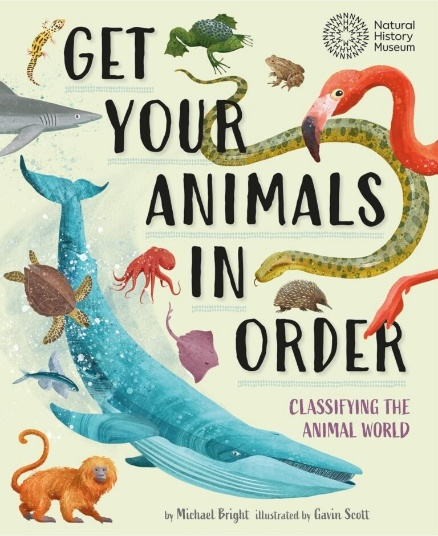 Natural
History
Museum
GET
YOUR
ANIMALS
IN
ORDER
CLASSIFYING THE
ANIMAL WORLD
by Michael Bright illustrated by Gavin Scott